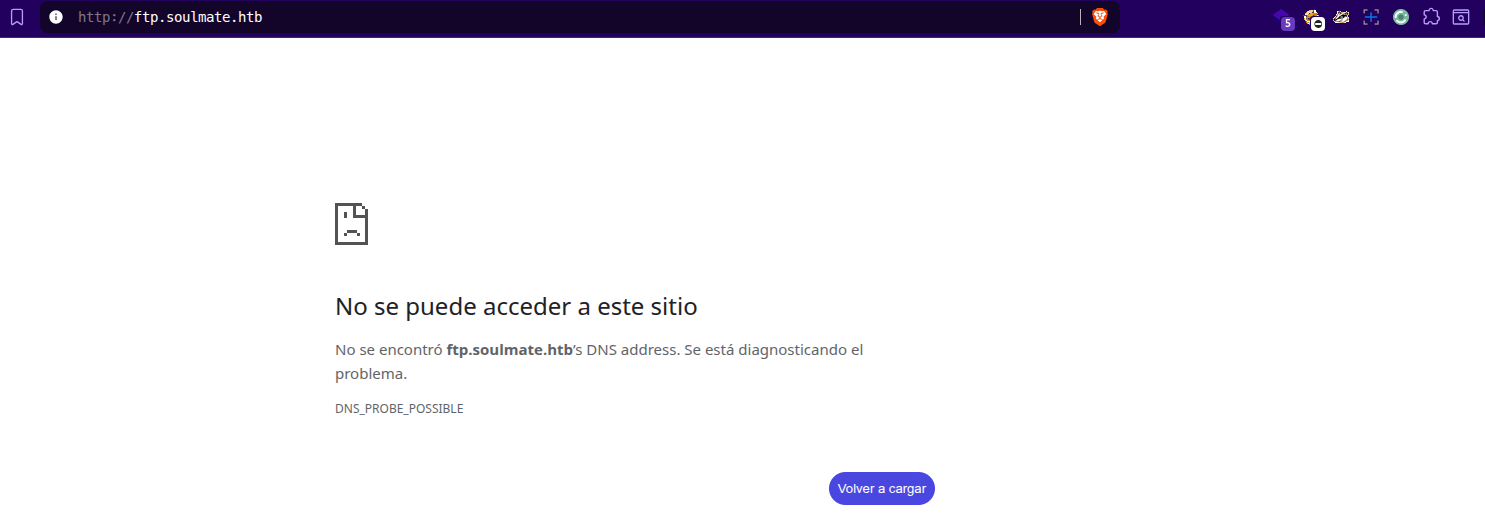 http://ftp.soulmate.htb
5
No se puede acceder a este sitio
No se encontró ftp.soulmate.htb's DNS address. Se está diagnosticando el
problema.
DNS_PROBE_POSSIBLE
Volver a cargar